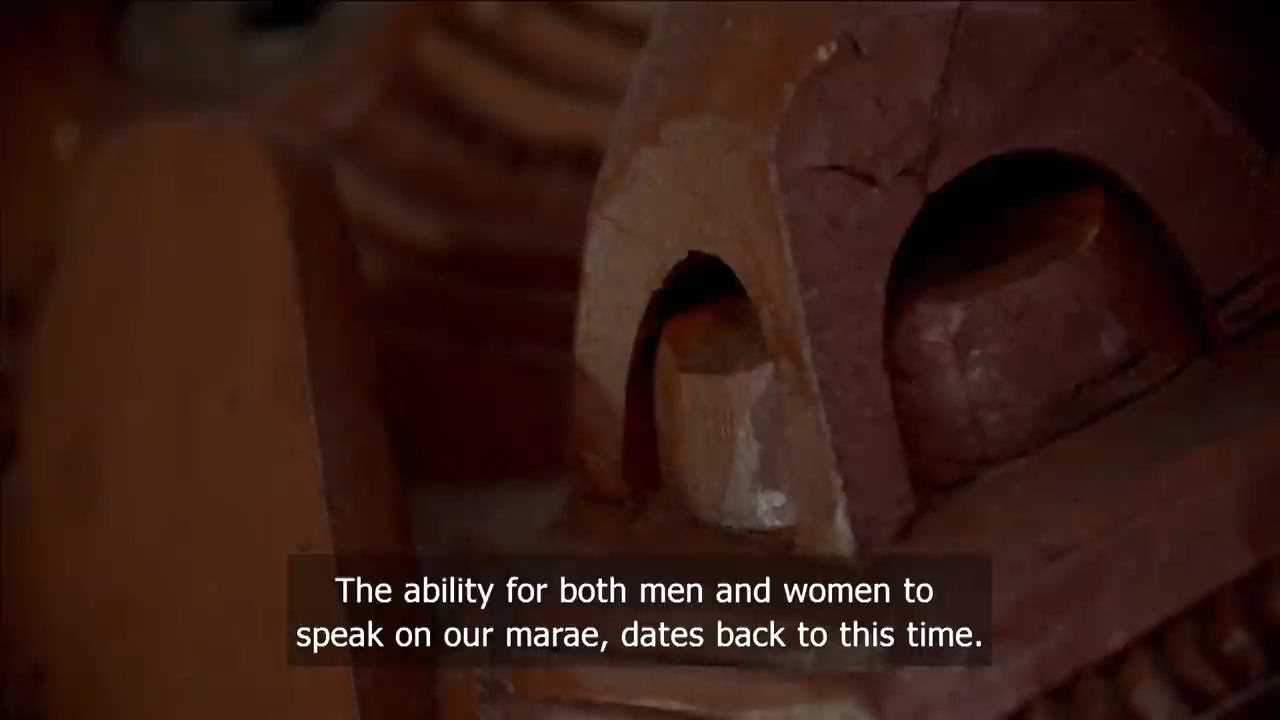 The ability for both men and women to
speak on our marae, dates back to this time.